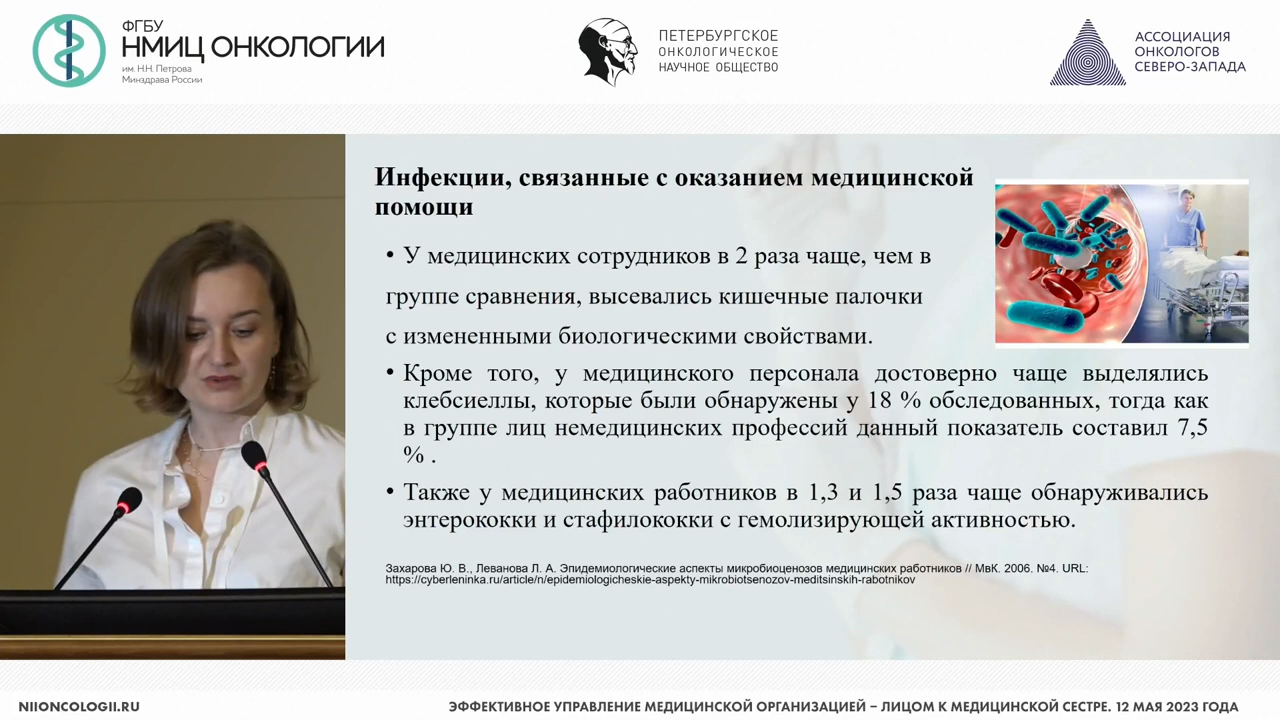 ФГБУ
НМИЦ ОНКОЛОГИИ
им. Н.Н. Петрова
Минздрава России
ПЕТЕРБУРГСКОЕ
ОНКОЛОГИЧЕСКОЕ
НАУЧНОЕ ОБЩЕСТВО
АССОЦИАЦИЯ
ОНКОЛОГОВ
СЕВЕРО-ЗАПАДА
Инфекции, связанные с оказанием медицинской
помощи
• У медицинских сотрудников в 2 раза чаще, чем в
группе сравнения, высевались кишечные палочки
с измененными биологическими свойствами.
• Кроме того, у медицинского персонала достоверно чаще выделялись
клебсиеллы, которые были обнаружены у 18 % обследованных, тогда как
в группе лиц немедицинских профессий данный показатель составил 7,5
% .
• Также у медицинских работников в 1,3 и 1,5 раза чаще обнаруживались
энтерококки и стафилококки с гемолизирующей активностью.
Захарова Ю. В., Леванова Л. А. Эпидемиологические аспекты микробиоценозов медицинских работников // МвК. 2006. №4. URL:
https://cyberleninka.ru/article/n/epidemiologicheskie-aspekty-mikrobiotsenozov-meditsinskih-rabotnikov
NIIONCOLOGII.RU
ЭФФЕКТИВНОЕ УПРАВЛЕНИЕ МЕДИЦИНСКОЙ ОРГАНИЗАЦИЕЙ – ЛИЦОМ К МЕДИЦИНСКОЙ СЕСТРЕ. 12 МАЯ 2023 ГОДА